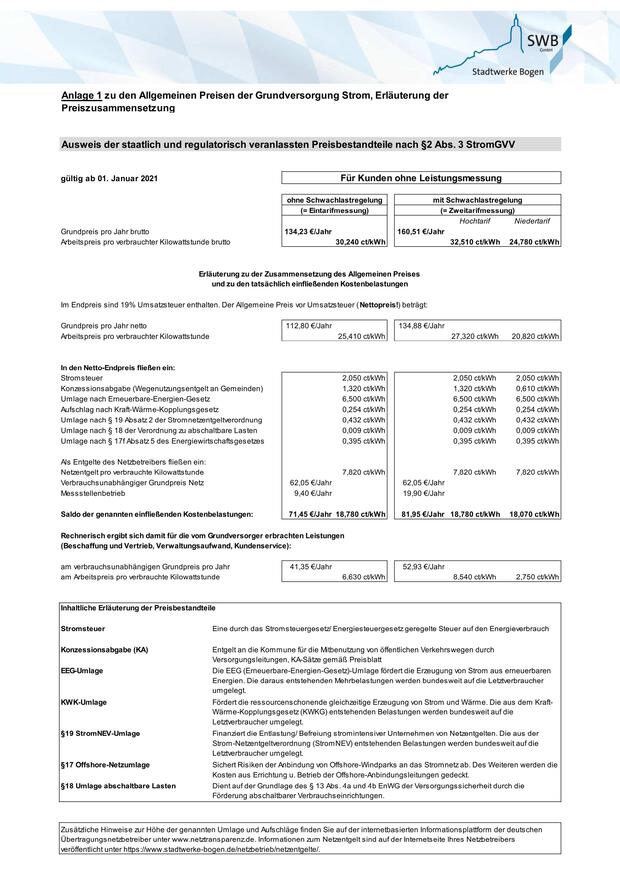 SWB
GmbH
Stadtwerke Bogen
Anlage 1 zu den Allgemeinen Preisen der Grundversorgung Strom, Erläuterung der
Preiszusammensetzung
Ausweis der staatlich und regulatorisch veranlassten Preisbestandteile nach §2 Abs. 3 StromGVV
gültig ab 01. Januar 2021 Für Kunden ohne Leistungsmessung
ohne Schwachlastregelung mit Schwachlastregelung
(= Eintarifmessung) (= Zweitarifmessung)
Hochtarif Niedertarif
Grundpreis pro Jahr brutto 134,23 €/Jahr 160,51 €/Jahr
Arbeitspreis pro verbrauchter Kilowattstunde brutto 30,240 ct/kWh 32,510 ct/kWh 24,780 ct/kWh
Erläuterung zu der Zusammensetzung des Allgemeinen Preises
und zu den tatsächlich einfließenden Kostenbelastungen
Im Endpreis sind 19% Umsatzsteuer enthalten. Der Allgemeine Preis vor Umsatzsteuer (Nettopreis!) beträgt:
Grundpreis pro Jahr netto 112,80 €/Jahr 134,88 €/Jahr
Arbeitspreis pro verbrauchter Kilowattstunde 25,410 ct/kWh 27,320 ct/kWh 20,820 ct/kWh
In den Netto-Endpreis fließen ein:
Stromsteuer 2,050 ct/kWh 2,050 ct/kWh 2,050 ct/kWh
Konzessionsabgabe (Wegenutzungsentgelt an Gemeinden) 1,320 ct/kWh 1,320 ct/kWh 0,610 ct/kWh
Umlage nach Erneuerbare-Energien-Gesetz 6,500 ct/kWh 6,500 ct/kWh 6,500 ct/kWh
Aufschlag nach Kraft-Wärme-Kopplungsgesetz 0,254 ct/kWh 0,254 ct/kWh 0,254 ct/kWh
Umlage nach § 19 Absatz 2 der Stromnetzentgeltverordnung 0,432 ct/kWh 0,432 ct/kWh 0,432 ct/kWh
Umlage nach § 18 der Verordnung zu abschaltbare Lasten 0,009 ct/kWh 0,009 ct/kWh 0,009 ct/kWh
Umlage nach § 17f Absatz 5 des Energiewirtschaftsgesetzes 0,395 ct/kWh 0,395 ct/kWh 0,395 ct/kWh
Als Entgelte des Netzbetreibers fließen ein:
Netzentgelt pro verbrauchte Kilowattstunde 7,820 ct/kWh 7,820 ct/kWh 7,820 ct/kWh
Verbrauchsunabhängiger Grundpreis Netz 62,05 €/Jahr 62,05 €/Jahr
Messstellenbetrieb 9,40 €/Jahr 19,90 €/Jahr
Saldo der genannten einfließenden Kostenbelastungen: 71,45 €/Jahr 18,780 ct/kWh 81,95 €/Jahr 18,780 ct/kWh 18,070 ct/kWh
Rechnerisch ergibt sich damit für die vom Grundversorger erbrachten Leistungen
(Beschaffung und Vertrieb, Verwaltungsaufwand, Kundenservice):
am verbrauchsunabhängigen Grundpreis pro Jahr 41,35 €/Jahr 52,93 €/Jahr
am Arbeitspreis pro verbrauchte Kilowattstunde 6,630 ct/kWh 8,540 ct/kWh 2,750 ct/kWh
Inhaltliche Erläuterung der Preisbestandteile
Stromsteuer Eine durch das Stromsteuergesetz/ Energiesteuergesetz geregelte Steuer auf den Energieverbrauch
Konzessionsabgabe (KA) Entgelt an die Kommune für die Mitbenutzung von öffentlichen Verkehrswegen durch
Versorgungsleitungen, KA-Sätze gemäß Preisblatt
EEG-Umlage Die EEG (Erneuerbare-Energien-Gesetz)-Umlage fördert die Erzeugung von Strom aus erneuerbaren
Energien. Die daraus entstehenden Mehrbelastungen werden bundesweit auf die Letztverbraucher
umgelegt.
KWK-Umlage Fördert die ressourcenschonende gleichzeitige Erzeugung von Strom und Wärme. Die aus dem Kraft-
Wärme-Kopplungsgesetz (KWKG) entstehenden Belastungen werden bundesweit auf die
Letztverbraucher umgelegt.
§19 StromNEV-Umlage Finanziert die Entlastung/ Befreiung stromintensiver Unternehmen von Netzentgelten. Die aus der
Strom-Netzentgeltverordnung (StromNEV) entstehenden Belastungen werden bundesweit auf die
Letztverbraucher umgelegt.
§17 Offshore-Netzumlage Sichert Risiken der Anbindung von Offshore-Windparks an das Stromnetz ab. Des Weiteren werden die
Kosten aus Errichtung u. Betrieb der Offshore-Anbindungsleitungen gedeckt.
§18 Umlage abschaltbare Lasten Dient auf der Grundlage des § 13 Abs. 4a und 4b EnWG der Versorgungssicherheit durch die
Förderung abschaltbarer Verbrauchseinrichtungen.
Zusätzliche Hinweise zur Höhe der genannten Umlage und Aufschläge finden Sie auf der internetbasierten Informationsplattform der deutschen
Übertragungsnetzbetreiber unter www.netztransparenz.de. Informationen zum Netzentgelt sind auf der Internetseite Ihres Netzbetreibers
veröffentlicht unter https://www.stadtwerke-bogen.de/netzbetrieb/netzentgelte/.